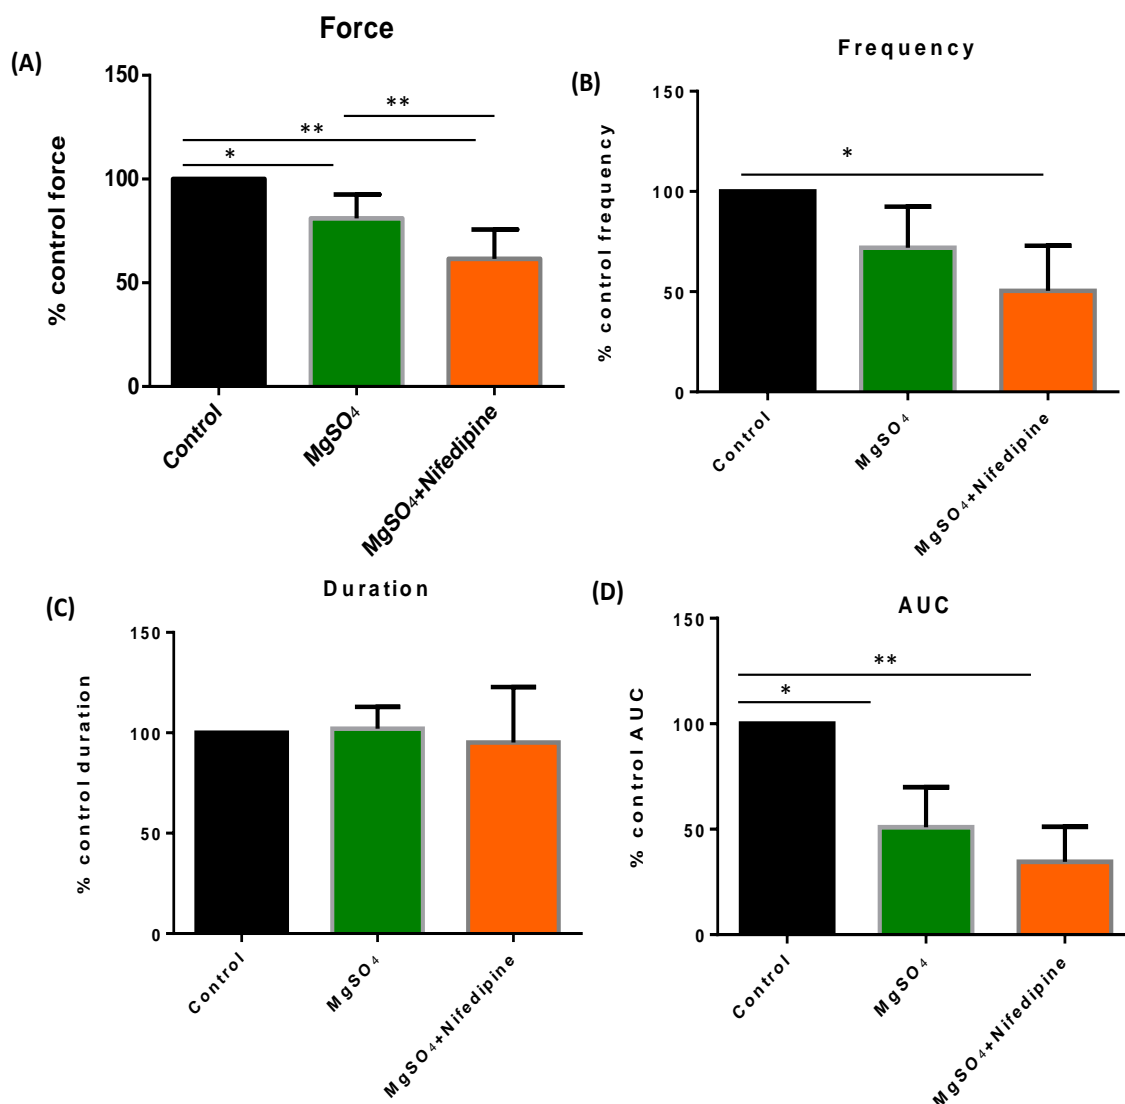 Force
(A)
150
100
50
0
% control force
**
**
*
Control
MgSO₄
MgSO₄+Nifedipine
Frequency
(B)
150
100
50
0
% control frequency
*
Control
MgSO₄
MgSO₄+Nifedipine
Duration
(C)
150
100
50
0
% control duration
Control
MgSO₄
MgSO₄+Nifedipine
(D)
AUC
150
100
50
0
% control AUC
**
*
Control
MgSO₄
MgSO₄+Nifedipine